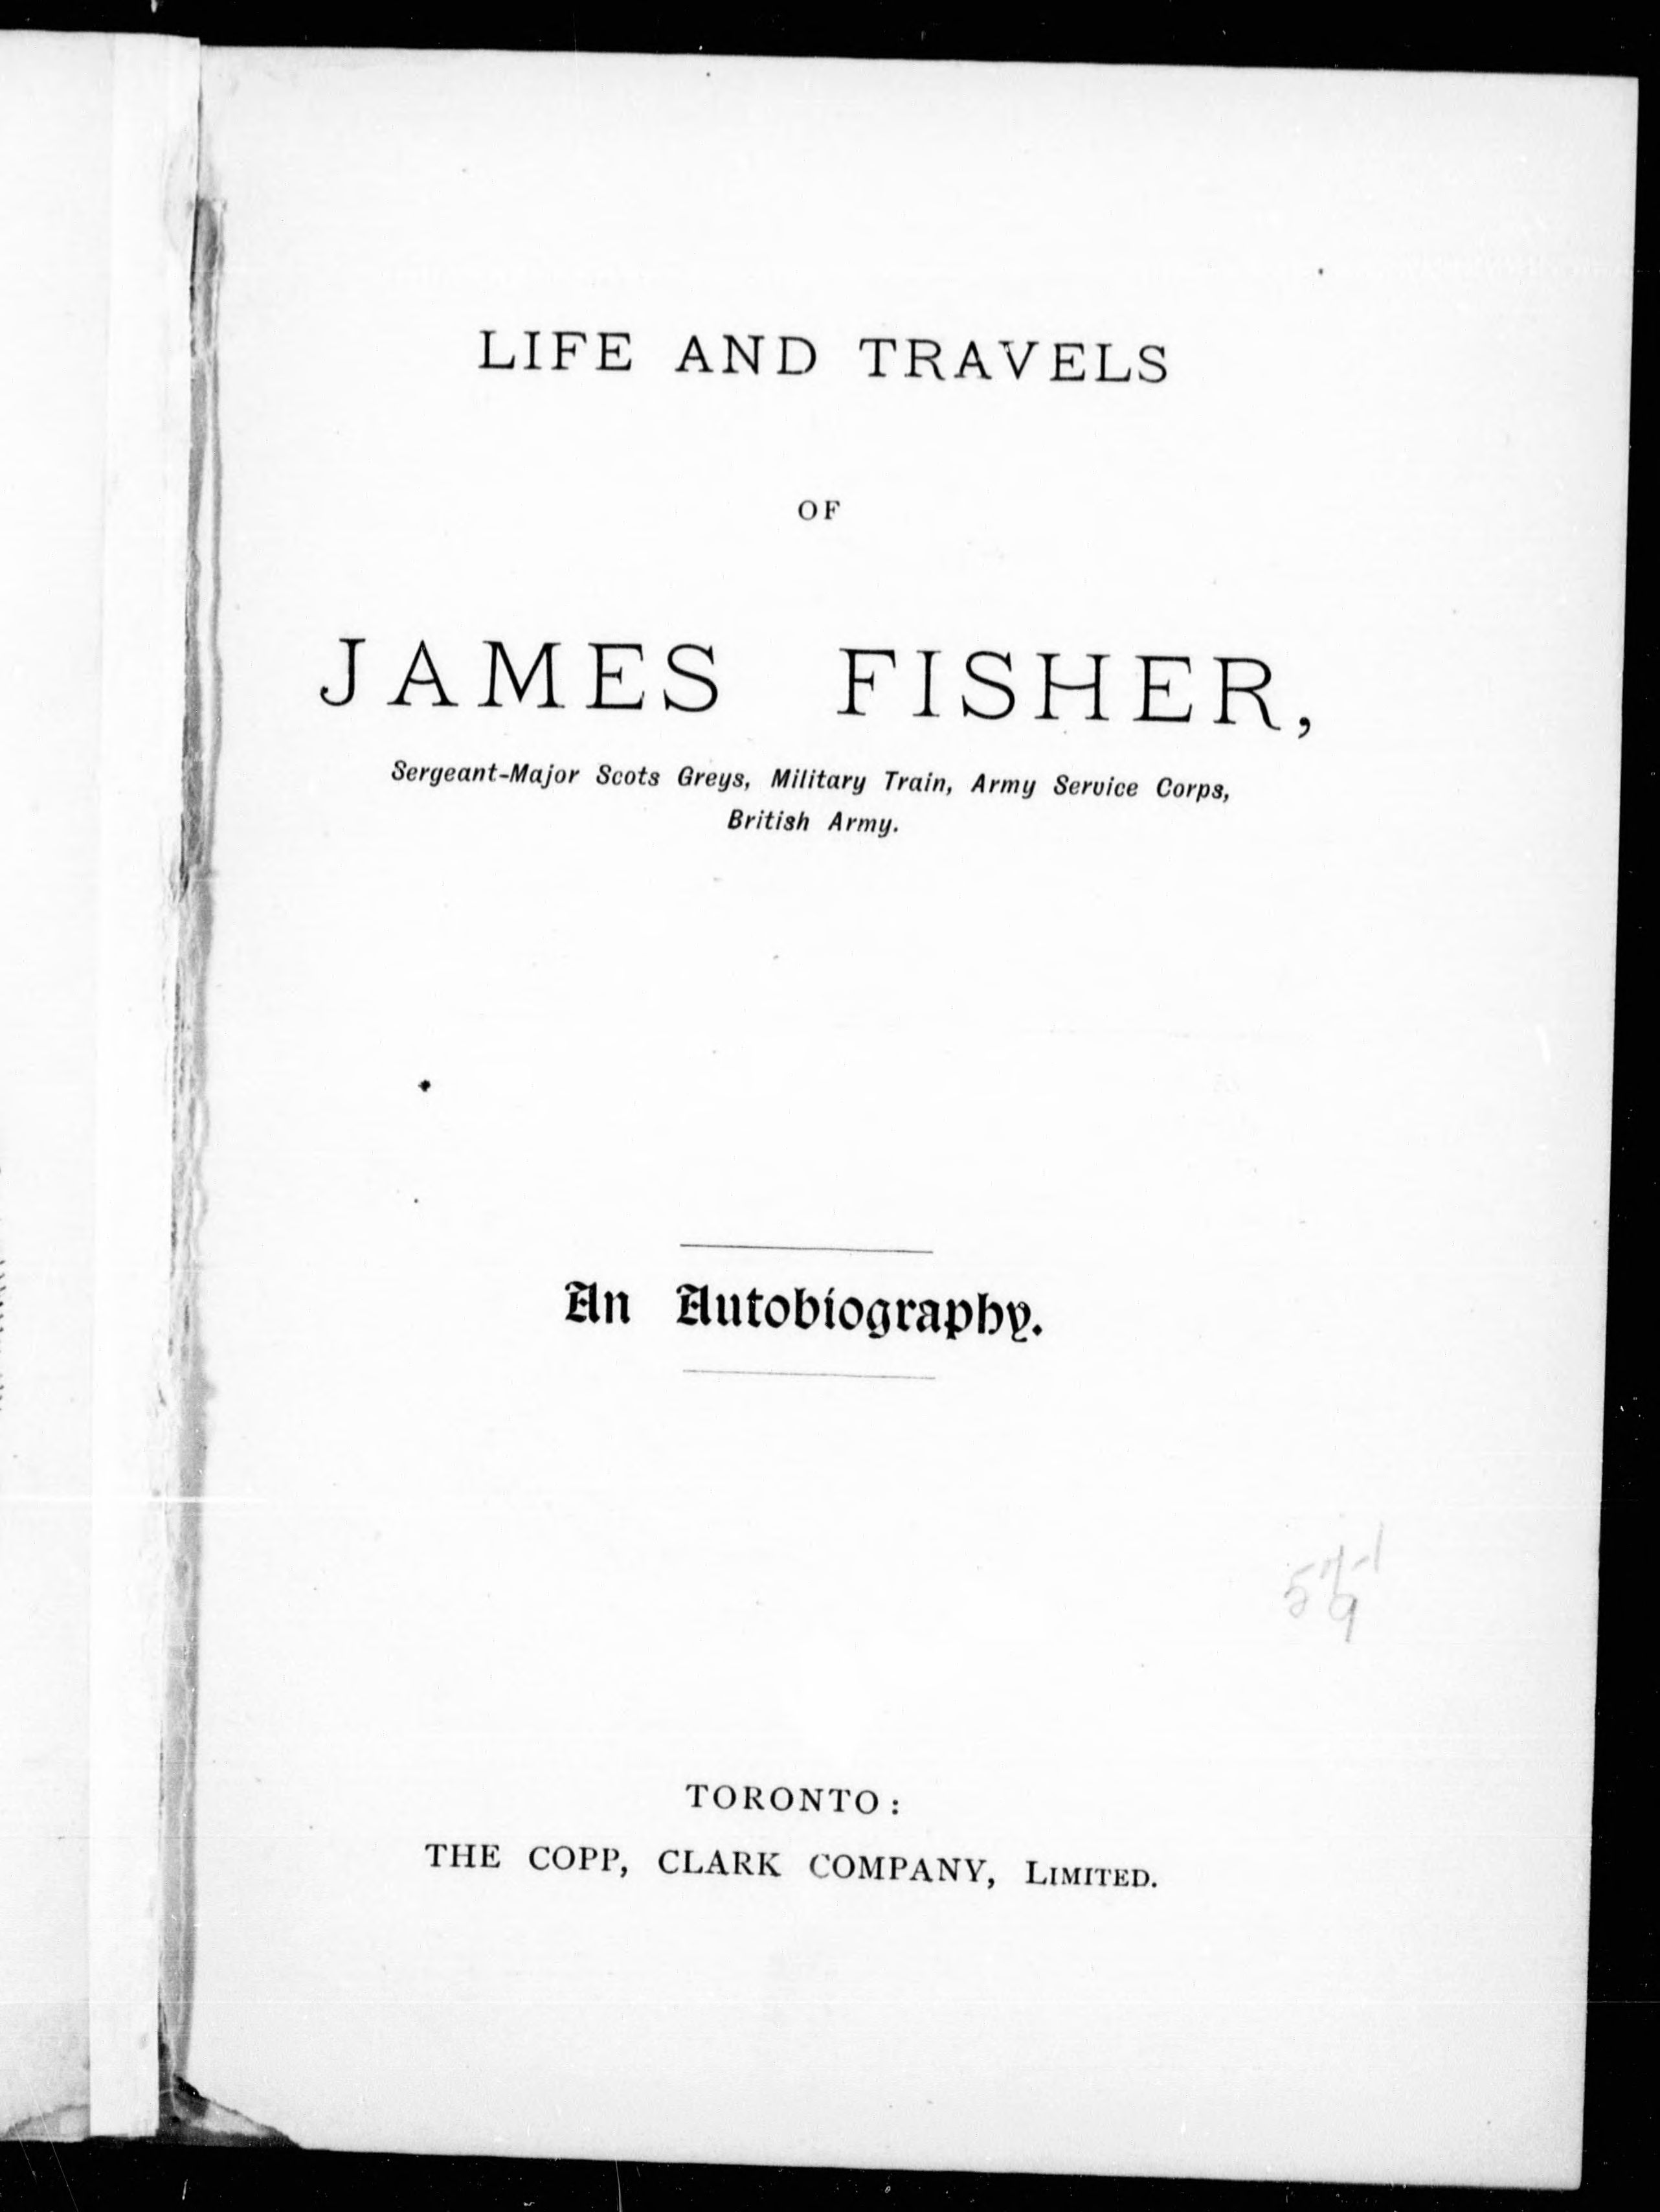 LIFE AND TRAVELS
OF
JAMES FISHER,
Sergeant-Major Scots Greys, Military Train, Army Service Corps,
British Army.
An Autobiography.
TORONTO:
THE COPP, CLARK COMPANY, LIMITED.